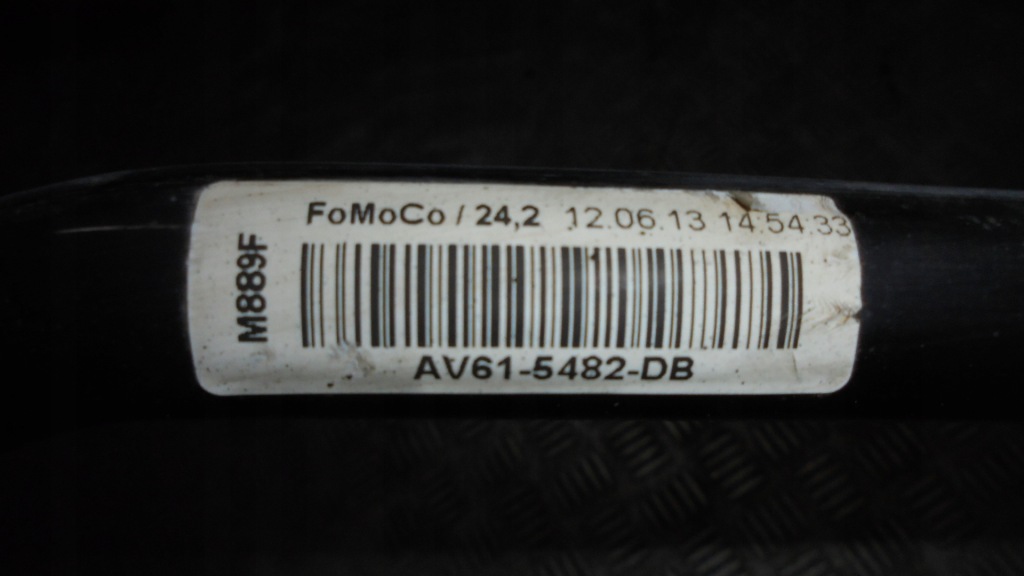 FoMoCo / 24,2 12.06.13 14:54:33
M889F
AV61-5482-DB